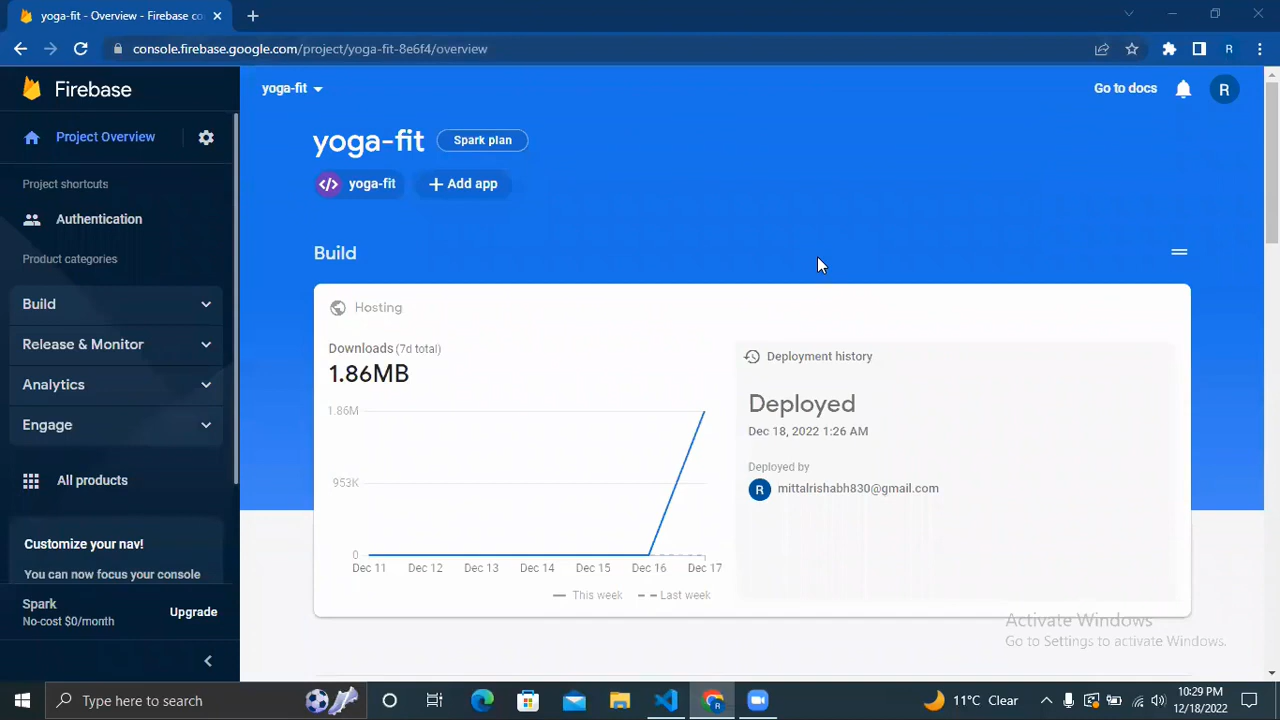 yoga-fit - Overview - Firebase co
console.firebase.google.com/project/yoga-fit-8e6f4/overview
R
Firebase
yoga-fit
Go to docs
R
Project Overview
yoga-fit
Spark plan
Project shortcuts
</> yoga-fit
+ Add app
Authentication
Product categories
Build
Build
Release & Monitor
Analytics
Engage
All products
Customize your nav!
You can now focus your console
Spark
No-cost $0/month
Upgrade
Hosting
Downloads (7d total)
1.86MB
1.86M
953K
0
Dec 11 Dec 12 Dec 13 Dec 14 Dec 15 Dec 16 Dec 17
This week Last week
Deployment history
Deployed
Dec 18, 2022 1:26 AM
Deployed by
R mittalrishabh830@gmail.com
Activate Windows
Go to Settings to activate Windows.
Type here to search
R
11°C Clear
10:29 PM
12/18/2022